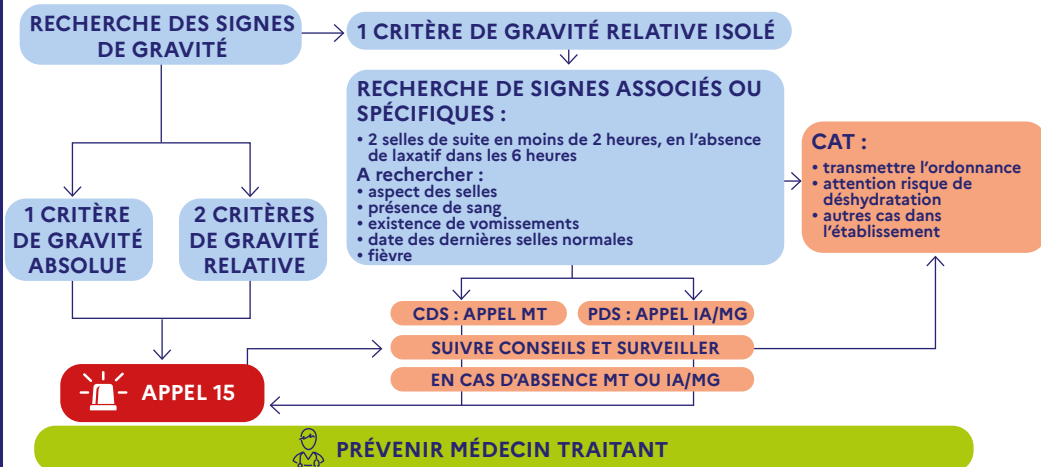 RECHERCHE DES SIGNES
DE GRAVITÉ
1 CRITÈRE DE GRAVITÉ RELATIVE ISOLÉ
RECHERCHE DE SIGNES ASSOCIÉS OU
SPÉCIFIQUES :
• 2 selles de suite en moins de 2 heures, en l'absence
de laxatif dans les 6 heures
A rechercher :
• aspect des selles
• présence de sang
• existence de vomissements
• date des dernières selles normales
• fièvre
CAT :
• transmettre l'ordonnance
• attention risque de
déshydratation
• autres cas dans
l'établissement
1 CRITÈRE
DE GRAVITÉ
ABSOLUE
2 CRITÈRES
DE GRAVITÉ
RELATIVE
CDS : APPEL MT
PDS : APPEL IA/MG
SUIVRE CONSEILS ET SURVEILLER
EN CAS D'ABSENCE MT OU IA/MG
APPEL 15
PRÉVENIR MÉDECIN TRAITANT